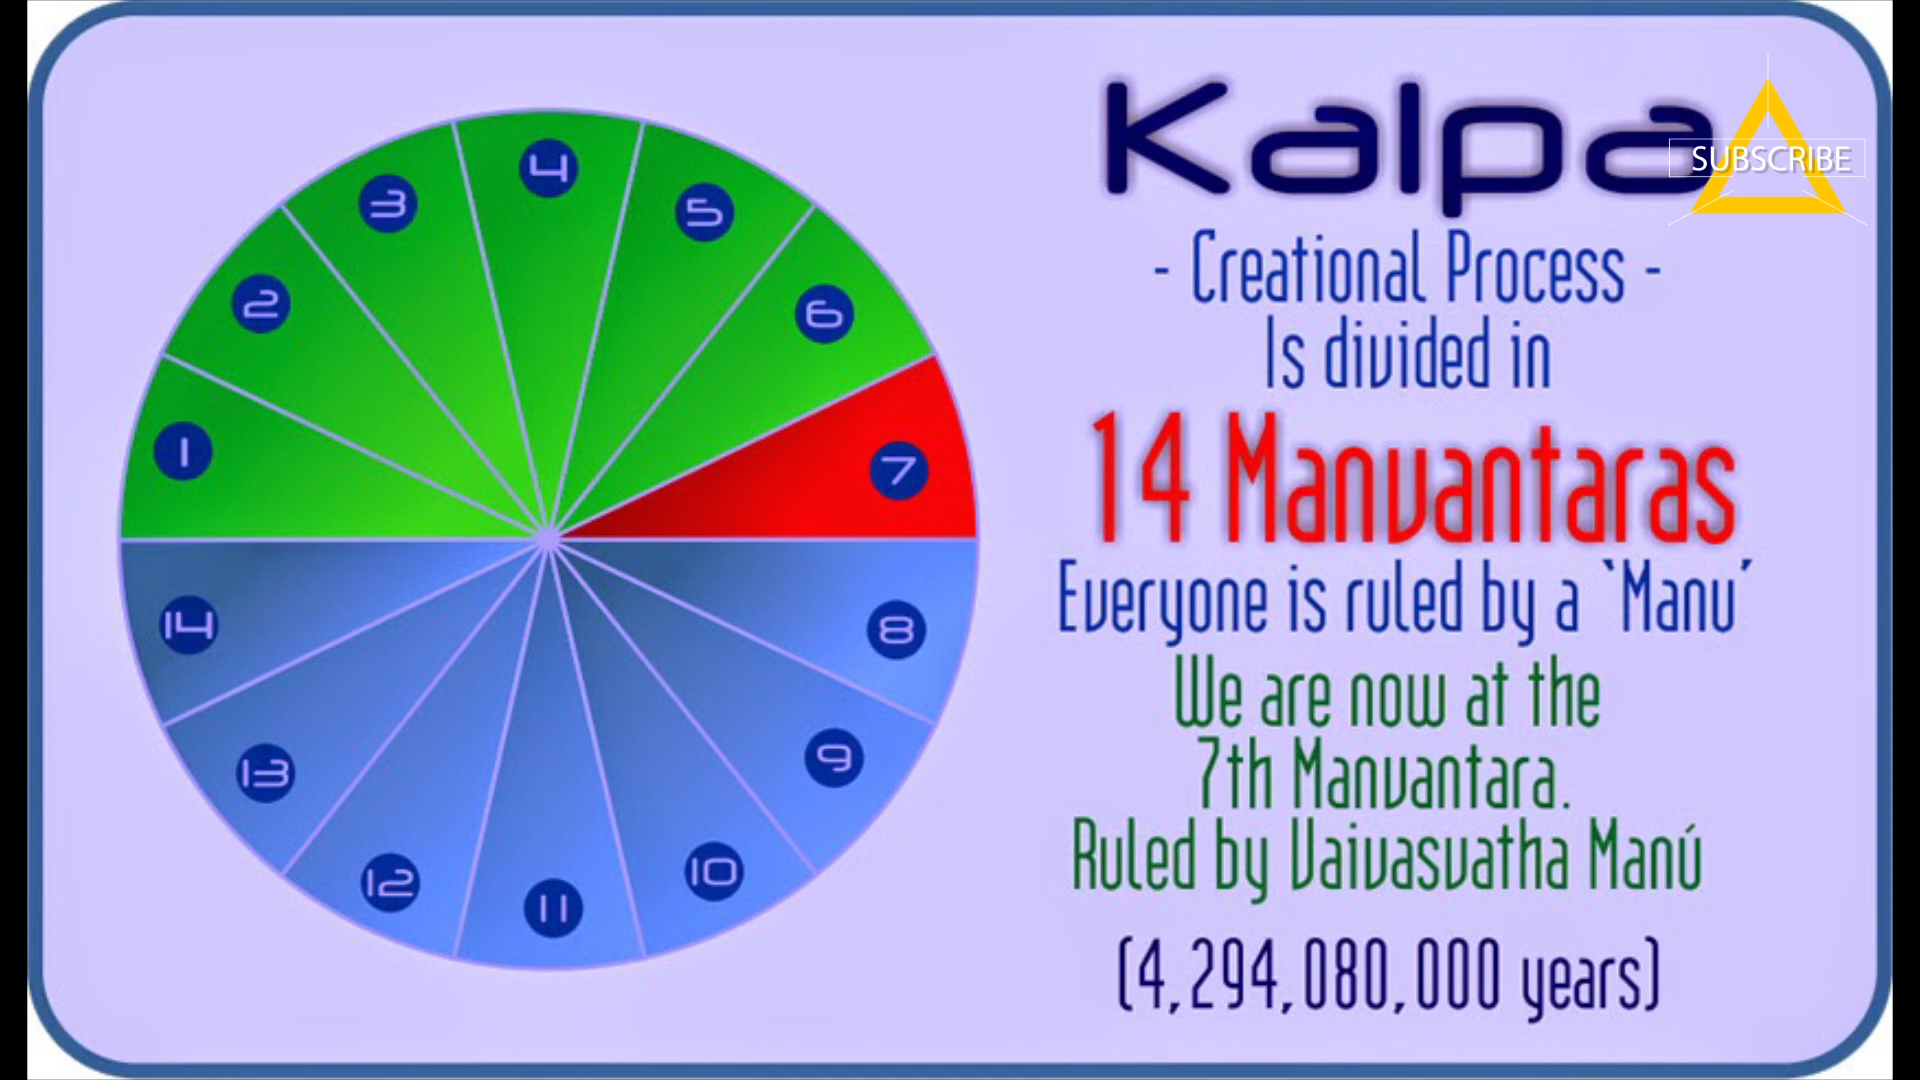 Kalpa
SUBSCRIBE
- Creational Process -
Is divided in
14 Manvantaras
Everyone is ruled by a `Manu´
We are now at the
7th Manvantara.
Ruled by Vaivasvatha Manú
(4,294,080,000 years)
1
2
3
4
5
6
7
8
9
10
11
12
13
14